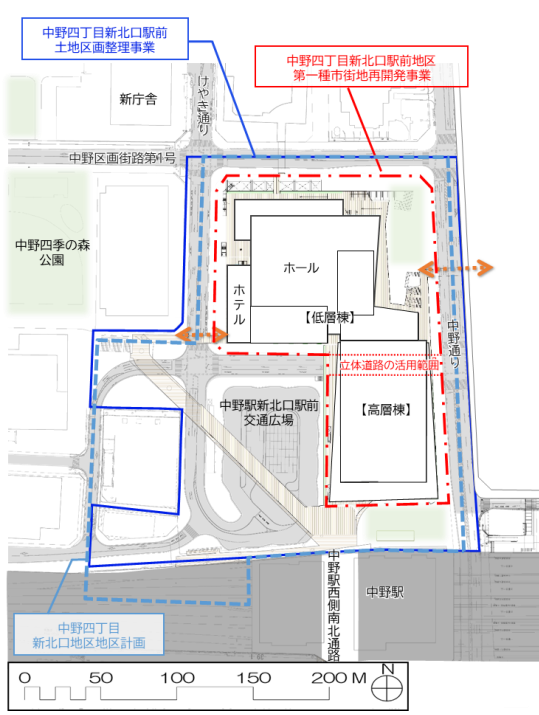 中野四丁目新北口駅前
土地区画整理事業
中野四丁目新北口駅前地区
第一種市街地再開発事業
新庁舎
けやき通り
中野区画街路第1号
中野四季の森
公園
ホール
ホテル
【低層棟】
中野通り
立体道路の活用範囲
中野駅新北口駅前
交通広場
【高層棟】
中野駅西側南北通路
中野駅
中野四丁目
新北口地区地区計画
0 50 100 150 200 M
N